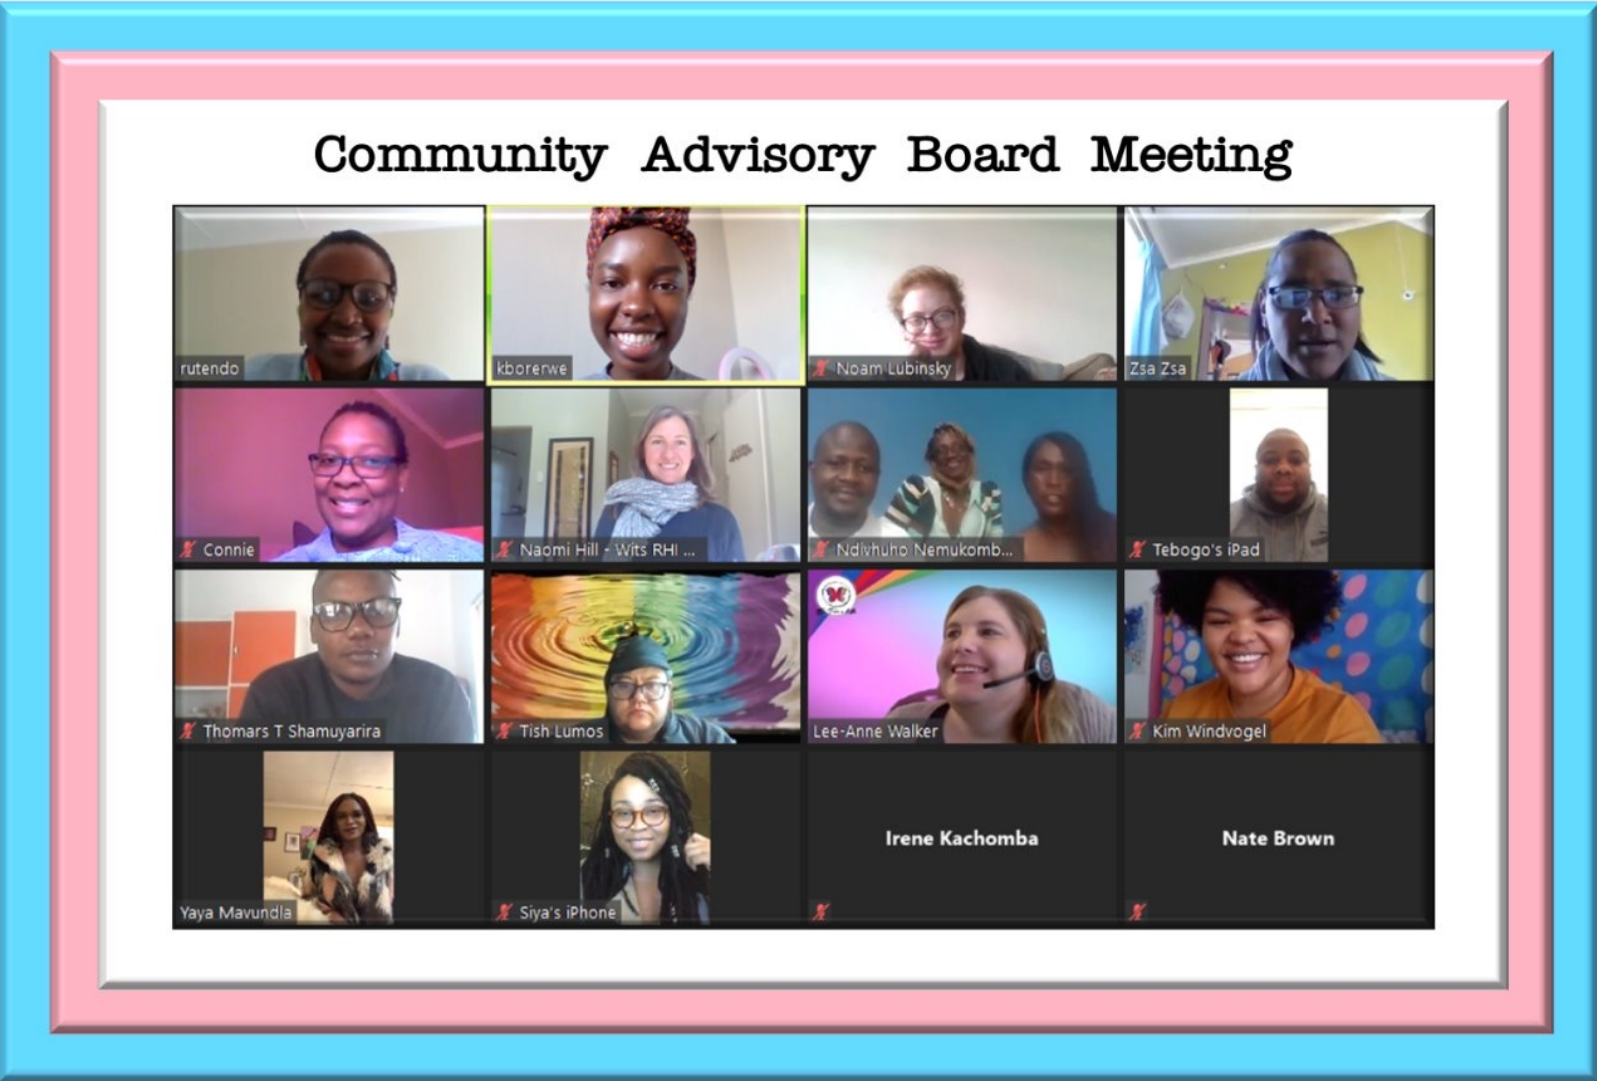 Community Advisory Board Meeting
rutendo
kborerwe
Noam Lubinsky
Zsa Zsa
Connie
Naomi Hill - Wits RHI ...
Ndivhuho Nemukomb...
Tebogo's iPad
Thomars T Shamuyarira
Tish Lumos
Lee-Anne Walker
Kim Windvogel
Yaya Mavundla
Siya's iPhone
Irene Kachomba
Nate Brown